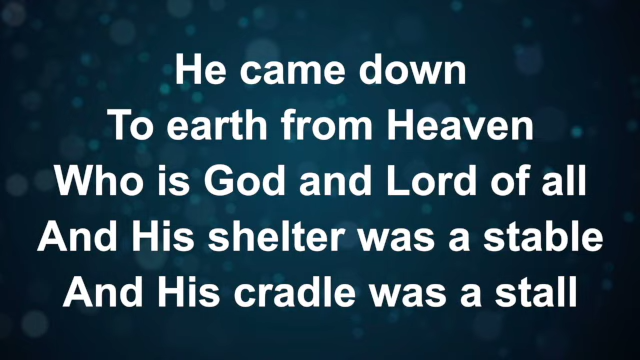 He came down
To earth from Heaven
Who is God and Lord of all
And His shelter was a stable
And His cradle was a stall